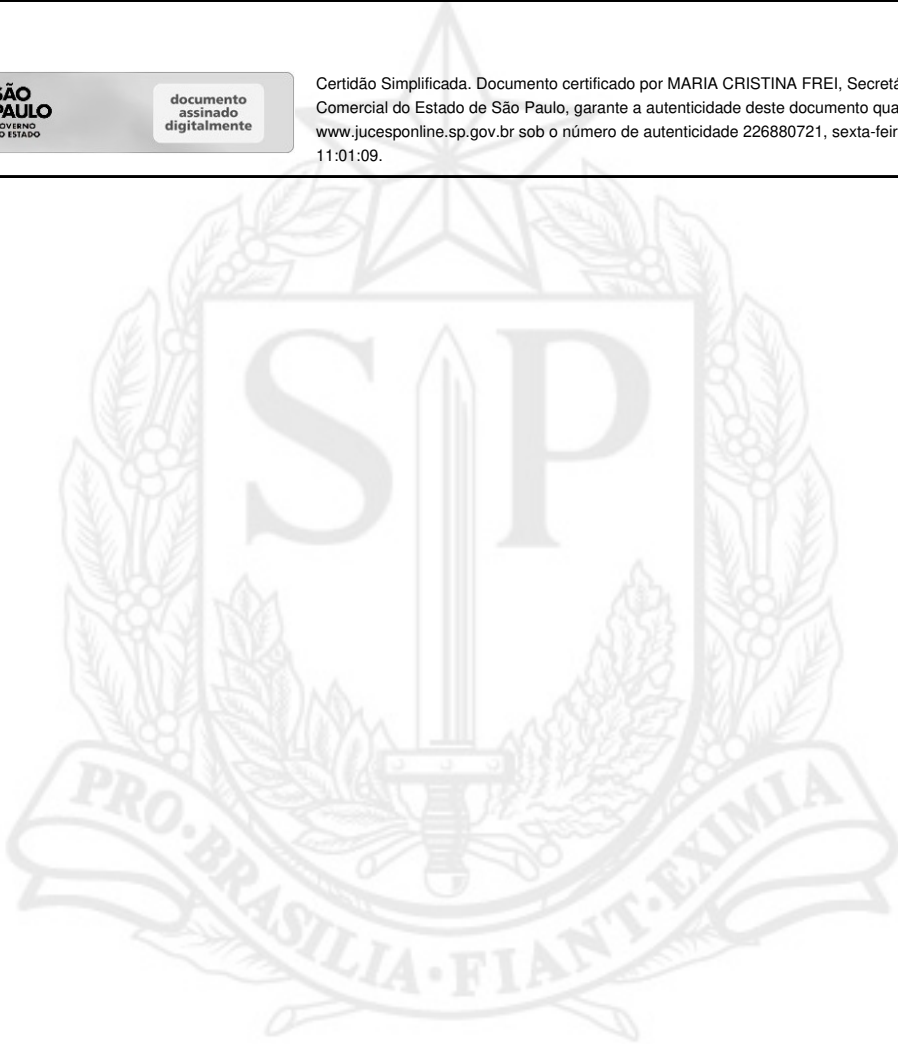 SÃO
PAULO
GOVERNO
DO ESTADO
documento
assinado
digitalmente
Certidão Simplificada. Documento certificado por MARIA CRISTINA FREI, Secretá
Comercial do Estado de São Paulo, garante a autenticidade deste documento qua
www.jucesponline.sp.gov.br sob o número de autenticidade 226880721, sexta-feir
11:01:09.
S P
PRO·BRASILIA·FIANT·EXIMIA